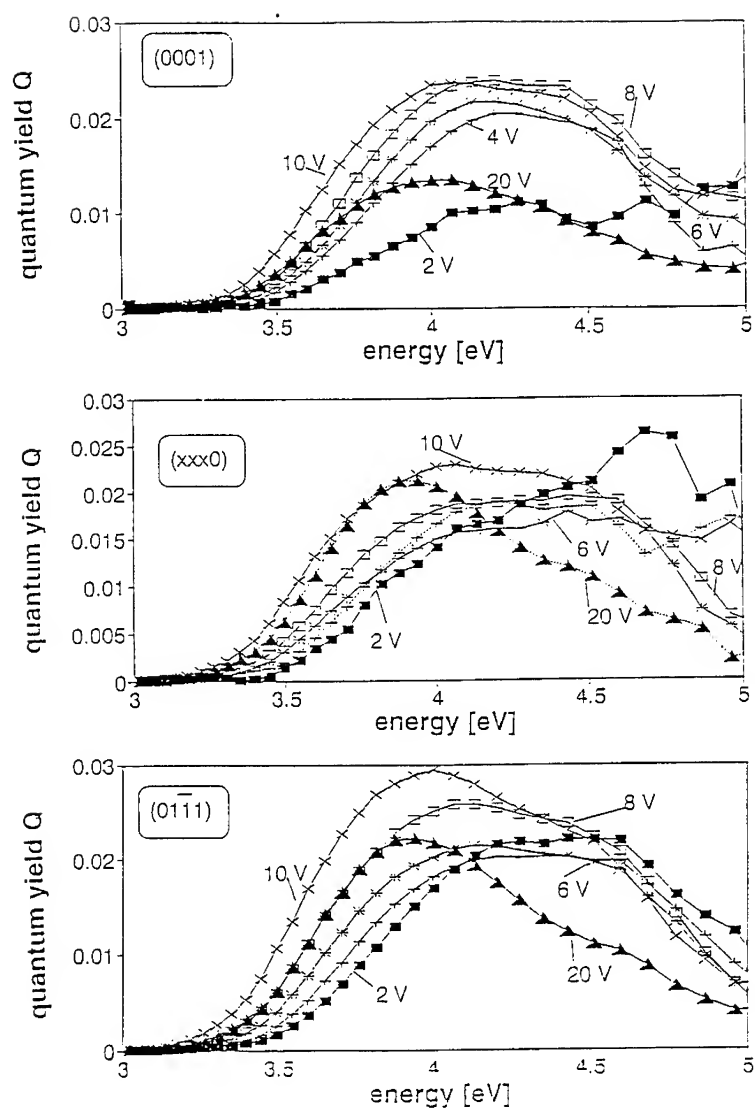 0.03
(0001)
0.02
8 V
4 V
10 V
20 V
0.01
6 V
2 V
0
3
3.5
4
4.5
5
energy [eV]
quantum yield Q
0.03
10 V
0.025
(xxx0)
0.02
0.015
6 V
0.01
8 V
2 V
20 V
0.005
0
3
3.5
4
4.5
5
energy [eV]
quantum yield Q
0.03
(01̄1̄1)
8 V
0.02
10 V
6 V
0.01
20 V
2 V
0
3
3.5
4
4.5
5
energy [eV]
quantum yield Q